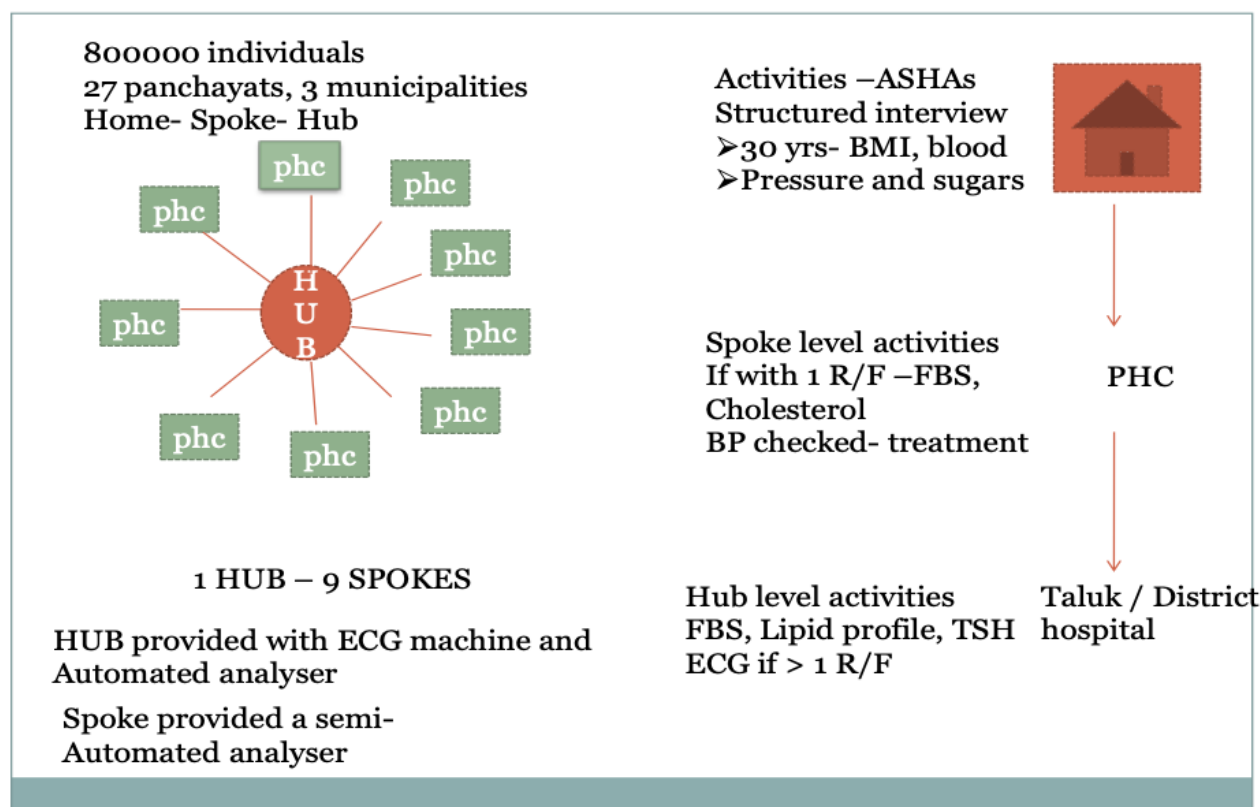 800000 individuals
27 panchayats, 3 municipalities
Home- Spoke- Hub
phc
phc
phc
phc
phc
phc
phc
phc
phc
H
U
B
1 HUB – 9 SPOKES
HUB provided with ECG machine and
Automated analyser
Spoke provided a semi-
Automated analyser
Activities –ASHAs
Structured interview
➢30 yrs- BMI, blood
➢Pressure and sugars
Spoke level activities
If with 1 R/F –FBS,
Cholesterol
BP checked- treatment
PHC
Hub level activities
FBS, Lipid profile, TSH
ECG if > 1 R/F
Taluk / District
hospital